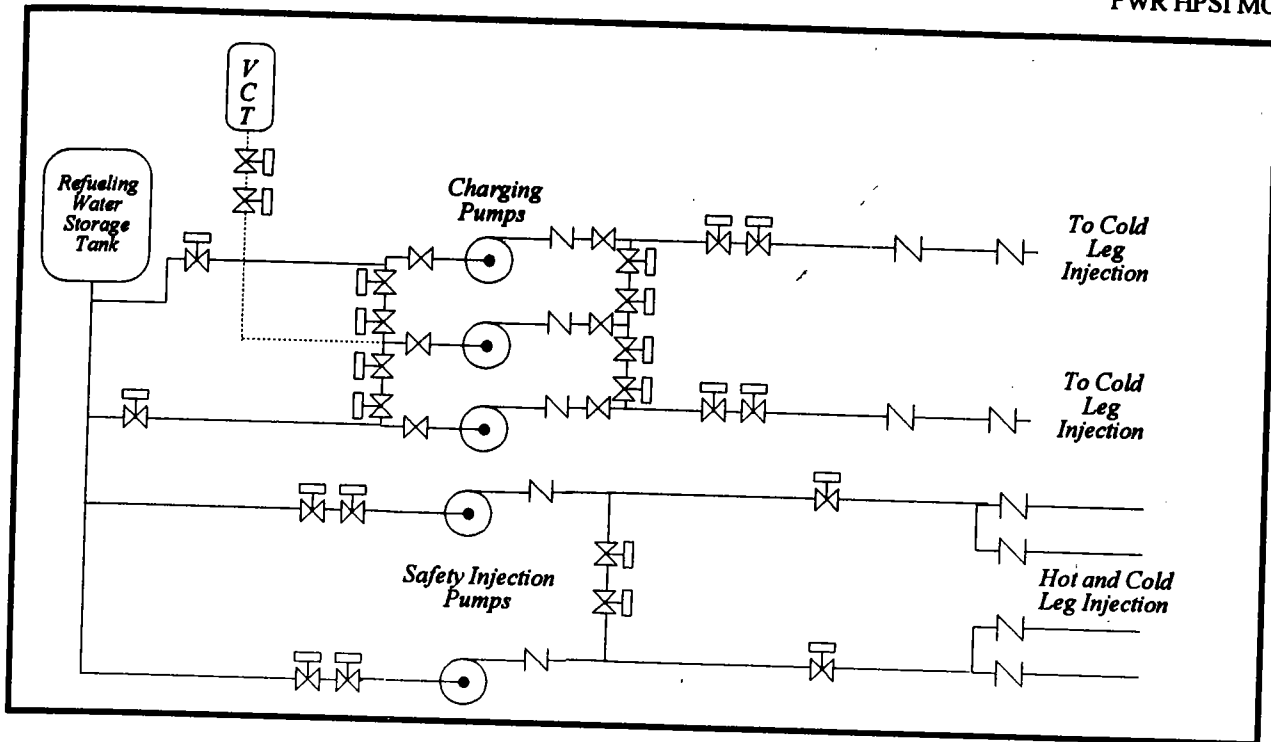 PWR HPSI MO
V
C
T
Refueling
Water
Storage
Tank
Charging
Pumps
To Cold
Leg
Injection
To Cold
Leg
Injection
Safety Injection
Pumps
Hot and Cold
Leg Injection